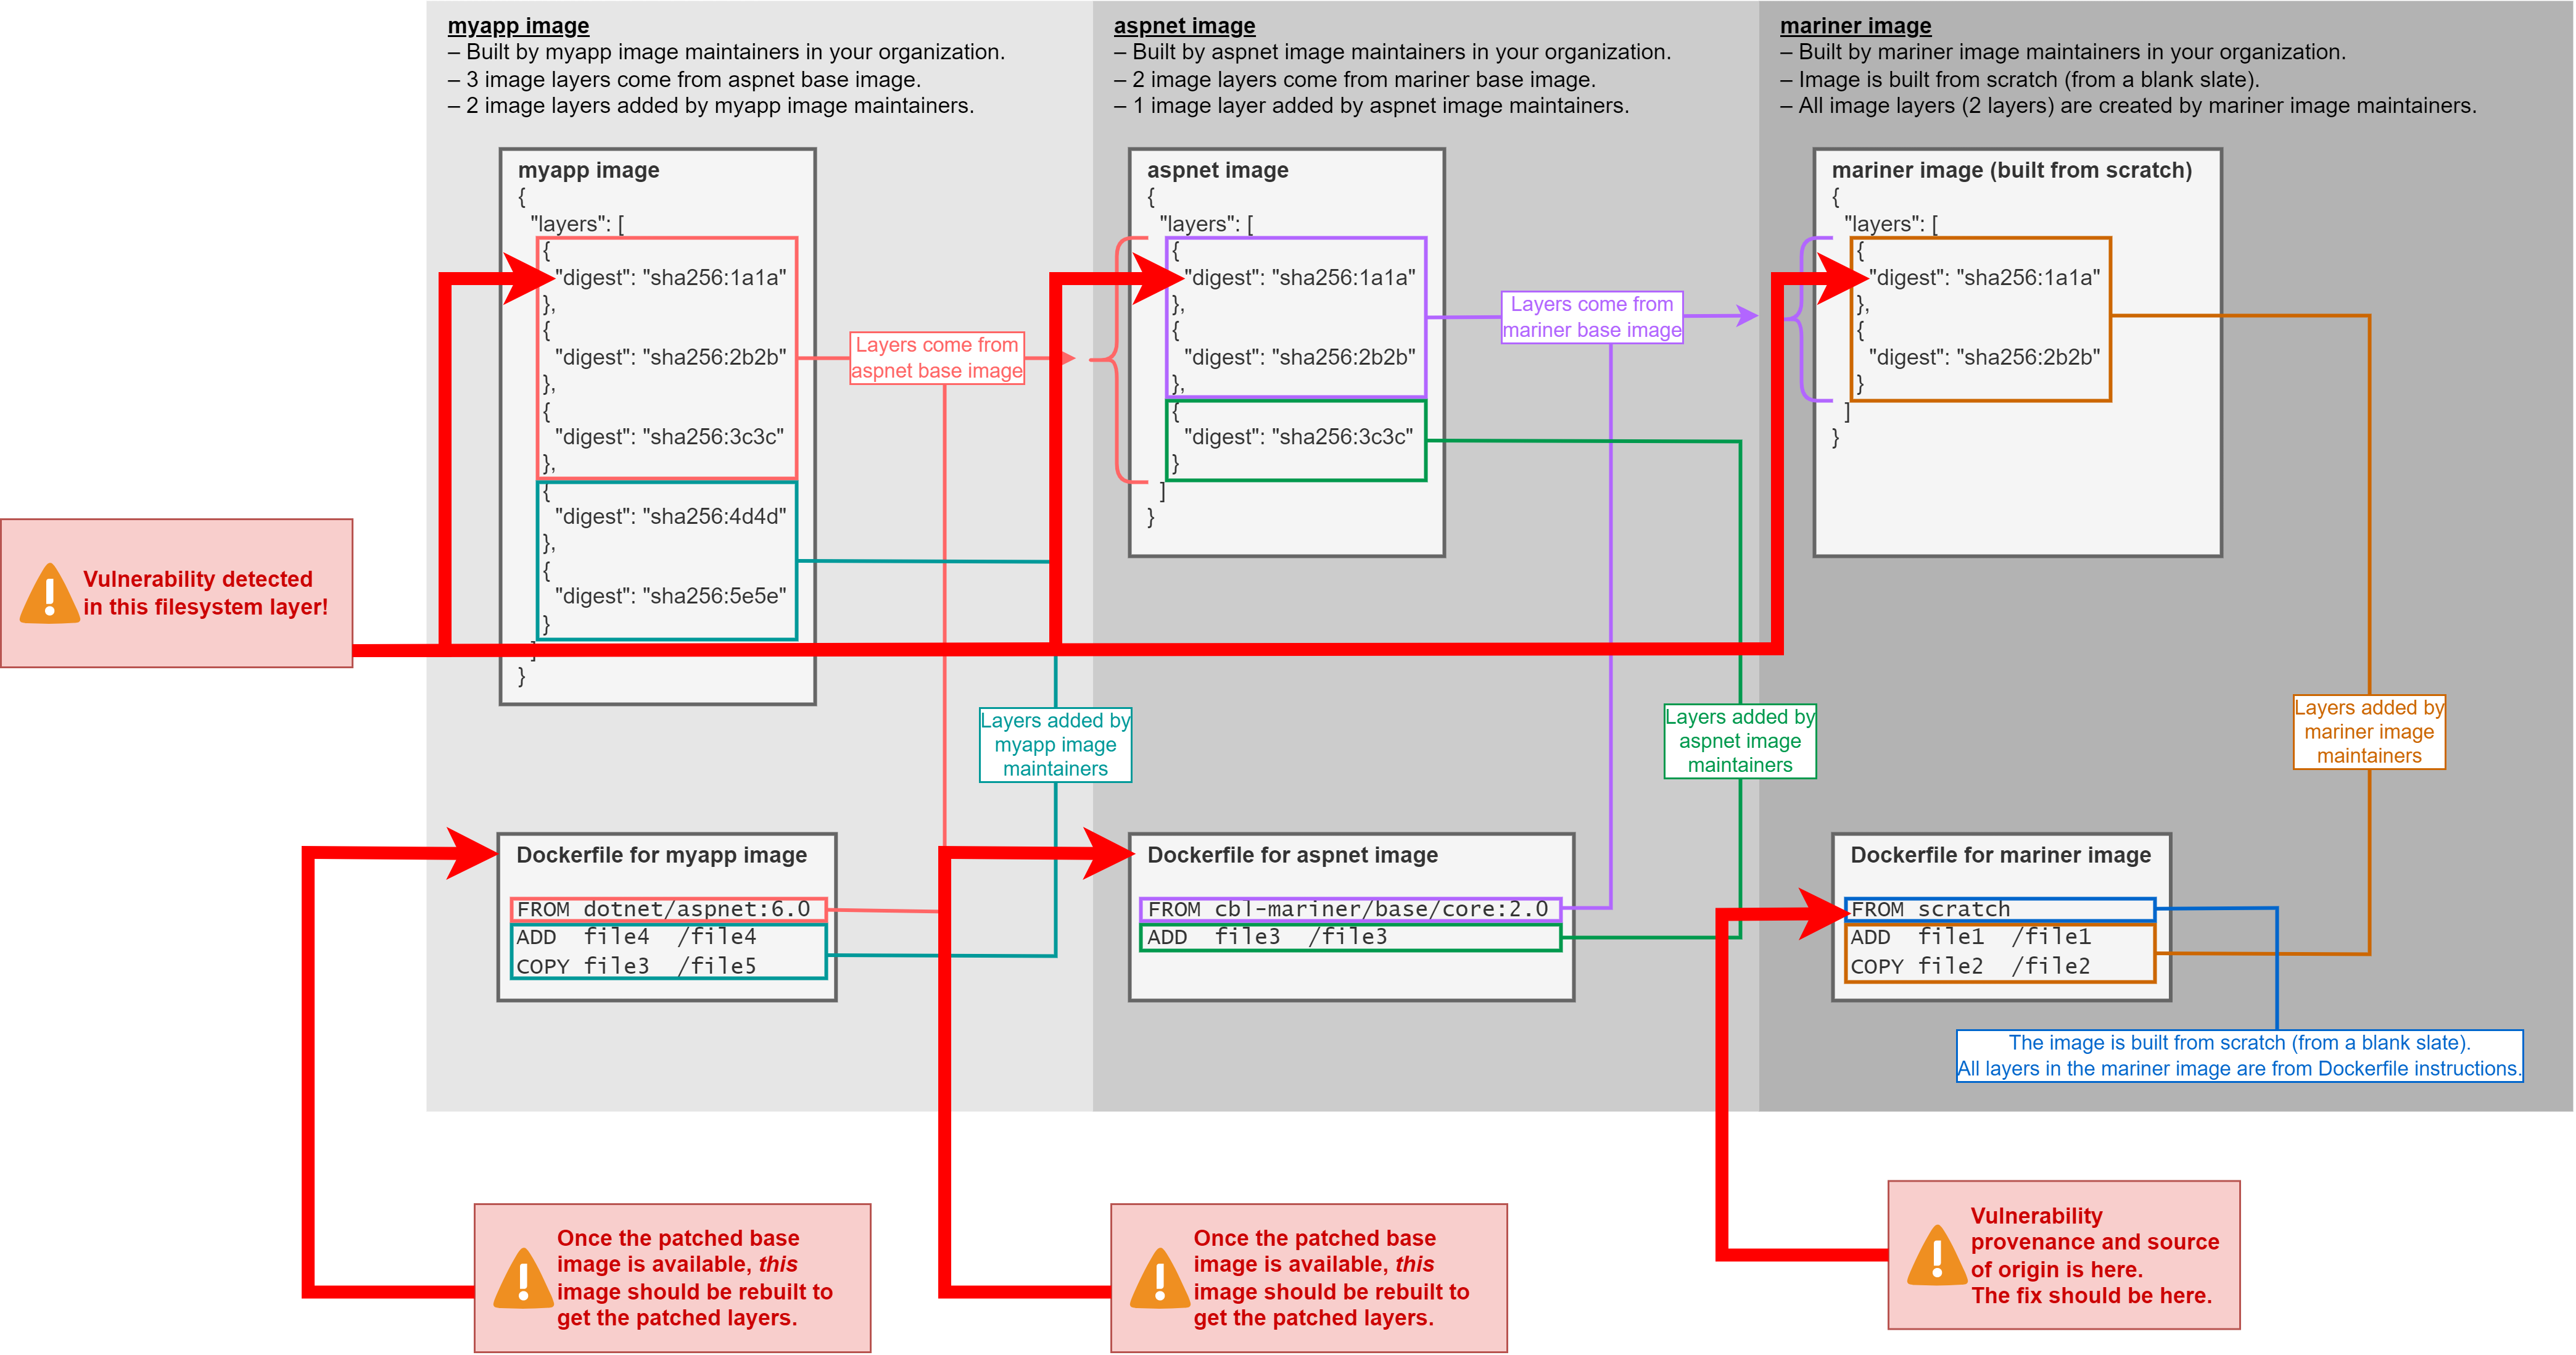 myapp image
– Built by myapp image maintainers in your organization.
– 3 image layers come from aspnet base image.
– 2 image layers added by myapp image maintainers.
aspnet image
– Built by aspnet image maintainers in your organization.
– 2 image layers come from mariner base image.
– 1 image layer added by aspnet image maintainers.
mariner image
– Built by mariner image maintainers in your organization.
– Image is built from scratch (from a blank slate).
– All image layers (2 layers) are created by mariner image maintainers.
myapp image
{
"layers": [
{
"digest": "sha256:1a1a"
},
{
"digest": "sha256:2b2b"
},
{
"digest": "sha256:3c3c"
},
{
"digest": "sha256:4d4d"
},
{
"digest": "sha256:5e5e"
}
]
}
Layers come from
aspnet base image
aspnet image
{
"layers": [
{
"digest": "sha256:1a1a"
},
{
"digest": "sha256:2b2b"
},
{
"digest": "sha256:3c3c"
}
]
}
Layers come from
mariner base image
mariner image (built from scratch)
{
"layers": [
{
"digest": "sha256:1a1a"
},
{
"digest": "sha256:2b2b"
}
]
}
Vulnerability detected
in this filesystem layer!
Layers added by
myapp image
maintainers
Layers added by
aspnet image
maintainers
Layers added by
mariner image
maintainers
Dockerfile for myapp image
FROM dotnet/aspnet:6.0
ADD file4 /file4
COPY file3 /file5
Dockerfile for aspnet image
FROM cbl-mariner/base/core:2.0
ADD file3 /file3
Dockerfile for mariner image
FROM scratch
ADD file1 /file1
COPY file2 /file2
The image is built from scratch (from a blank slate).
All layers in the mariner image are from Dockerfile instructions.
Once the patched base
image is available, this
image should be rebuilt to
get the patched layers.
Once the patched base
image is available, this
image should be rebuilt to
get the patched layers.
Vulnerability
provenance and source
of origin is here.
The fix should be here.